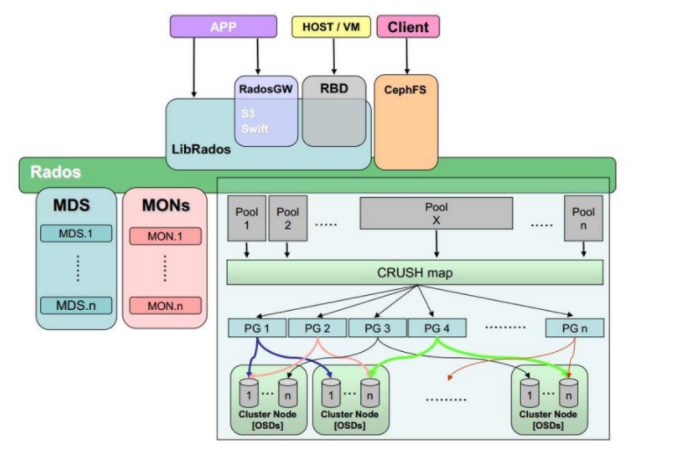 APP
HOST / VM
Client
RadosGW
S3
Swift
RBD
CephFS
LibRados
Rados
MDS
MDS.1
MDS.n
MONs
MON.1
MON.n
Pool
1
Pool
2
.....
Pool
X
.....
Pool
n
CRUSH map
PG 1
PG 2
PG 3
PG 4
.........
PG n
1 ... n
Cluster Node
[OSDs]
1 ... n
Cluster Node
[OSDs]
.........
1 ... n
Cluster Node
[OSDs]